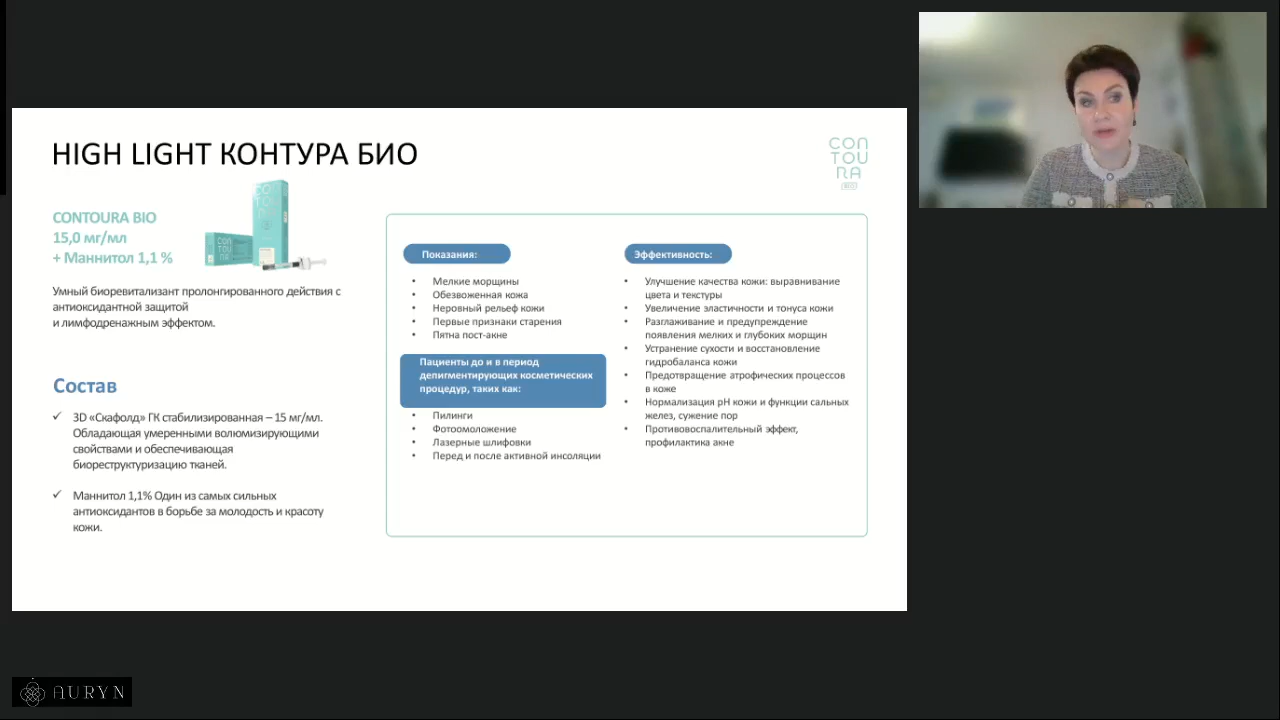 HIGH LIGHT КОНТУРА БИО
CON
TOU
RA
BIO
CONTOURA BIO
15,0 мг/мл
+ Маннитол 1,1 %
Умный биоревитализант пролонгированного действия с
антиоксидантной защитой
и лимфодренажным эффектом.
Состав
✓ 3D «Скафолд» ГК стабилизированная – 15 мг/мл.
Обладающая умеренными волюмизирующими
свойствами и обеспечивающая
биореструктуризацию тканей.
✓ Маннитол 1,1% Один из самых сильных
антиоксидантов в борьбе за молодость и красоту
кожи.
Показания:
• Мелкие морщины
• Обезвоженная кожа
• Неровный рельеф кожи
• Первые признаки старения
• Пятна пост-акне
Пациенты до и в период
депигментирующих косметических
процедур, таких как:
• Пилинги
• Фотоомоложение
• Лазерные шлифовки
• Перед и после активной инсоляции
Эффективность:
• Улучшение качества кожи: выравнивание
цвета и текстуры
• Увеличение эластичности и тонуса кожи
• Разглаживание и предупреждение
появления мелких и глубоких морщин
• Устранение сухости и восстановление
гидробаланса кожи
• Предотвращение атрофических процессов
в коже
• Нормализация pH кожи и функции сальных
желез, сужение пор
• Противовоспалительный эффект,
профилактика акне
AURYN